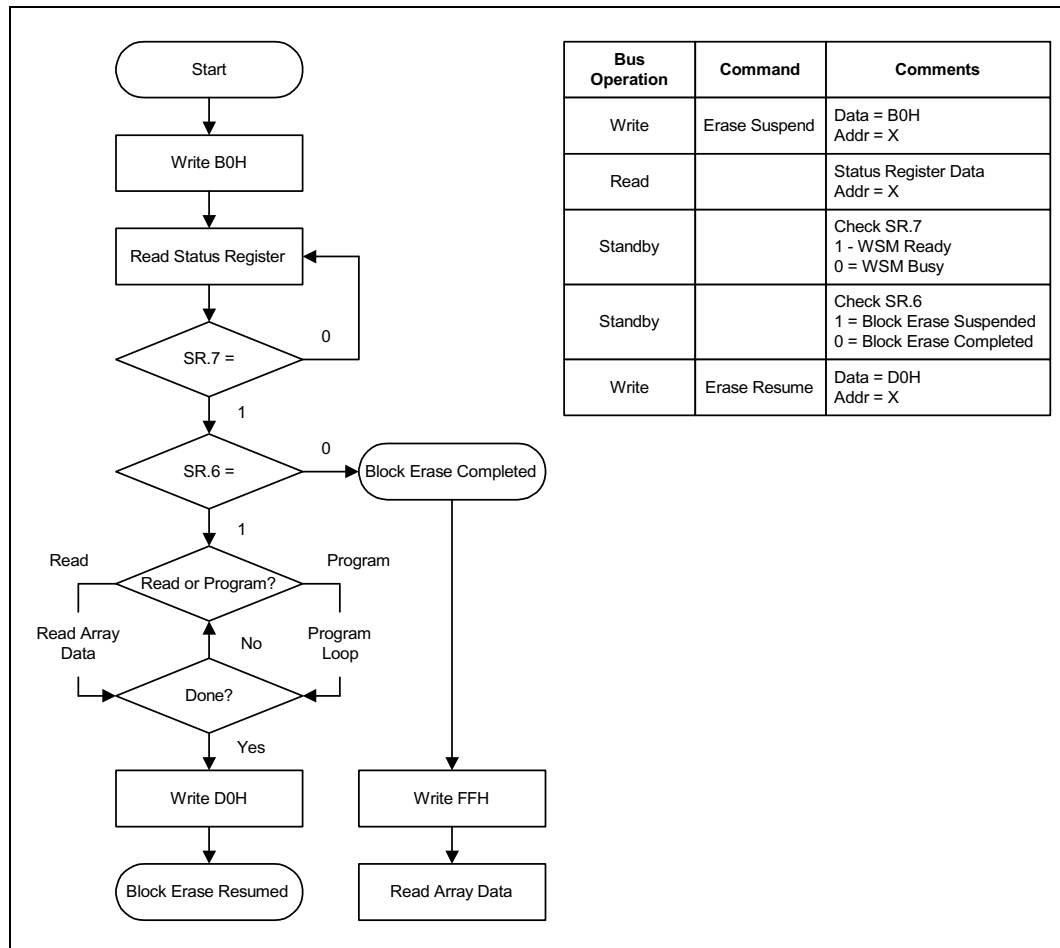 Start
Write B0H
Read Status Register
0
SR.7 =
1
0
SR.6 =
Block Erase Completed
1
Read
Program
Read or Program?
Read Array
Data
No
Program
Loop
Done?
Yes
Write D0H
Write FFH
Block Erase Resumed
Read Array Data
Bus
Operation
Command
Comments
Write
Erase Suspend
Data = B0H
Addr = X
Read
Status Register Data
Addr = X
Standby
Check SR.7
1 - WSM Ready
0 = WSM Busy
Standby
Check SR.6
1 = Block Erase Suspended
0 = Block Erase Completed
Write
Erase Resume
Data = D0H
Addr = X